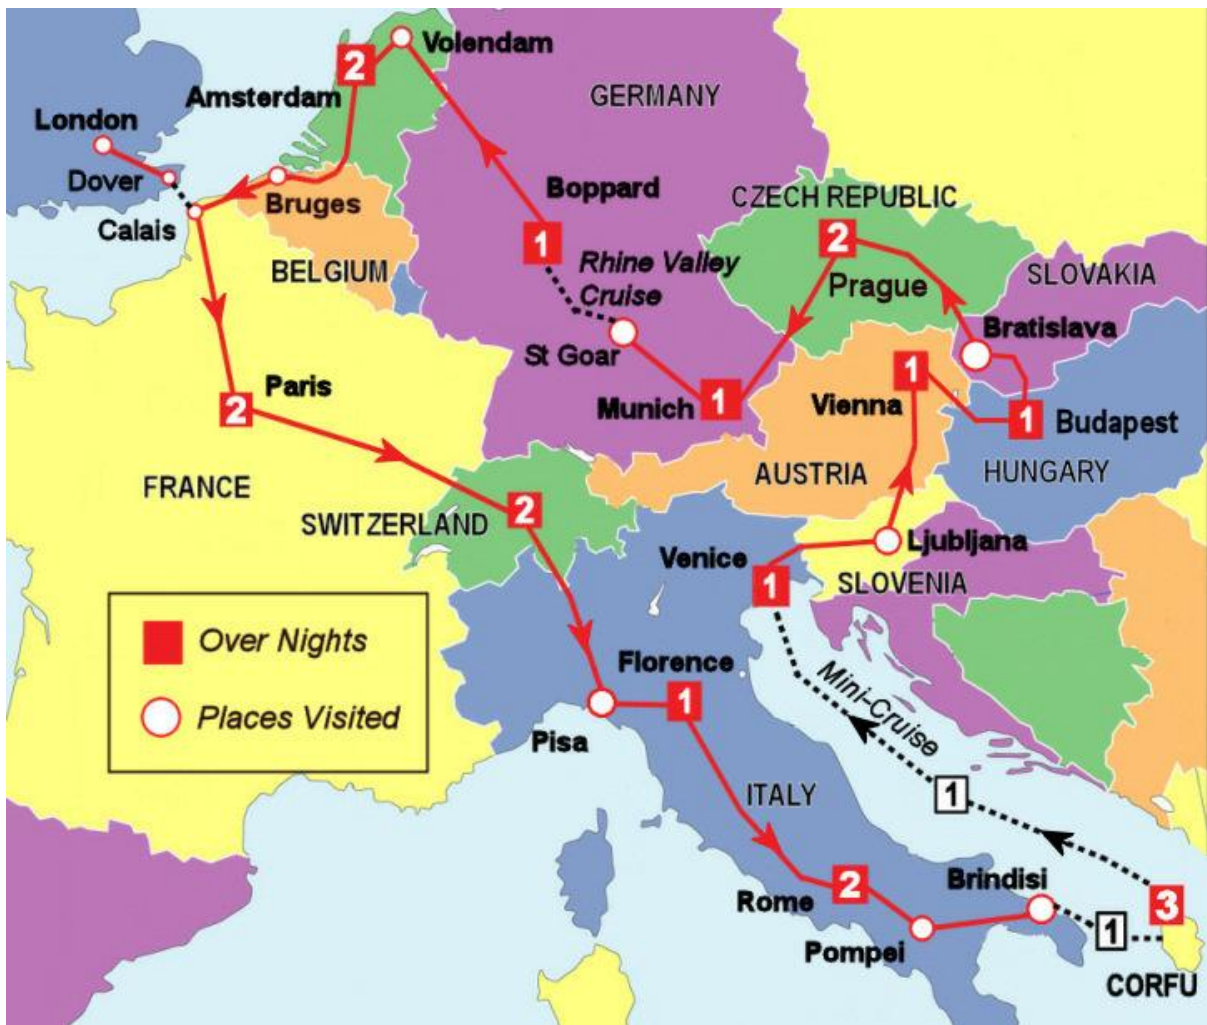 Volendam
2
GERMANY
Amsterdam
London
Dover
Boppard
CZECH REPUBLIC
Bruges
Calais
1
2
Rhine Valley
Cruise
BELGIUM
SLOVAKIA
Prague
Bratislava
St Goar
Paris
2
Munich
1
Vienna
1
1
Budapest
AUSTRIA
HUNGARY
FRANCE
SWITZERLAND
2
Ljubljana
Venice
1
SLOVENIA
Over Nights
Places Visited
Florence
1
Mini-Cruise
Pisa
ITALY
1
Brindisi
Rome
2
3
1
Pompei
CORFU